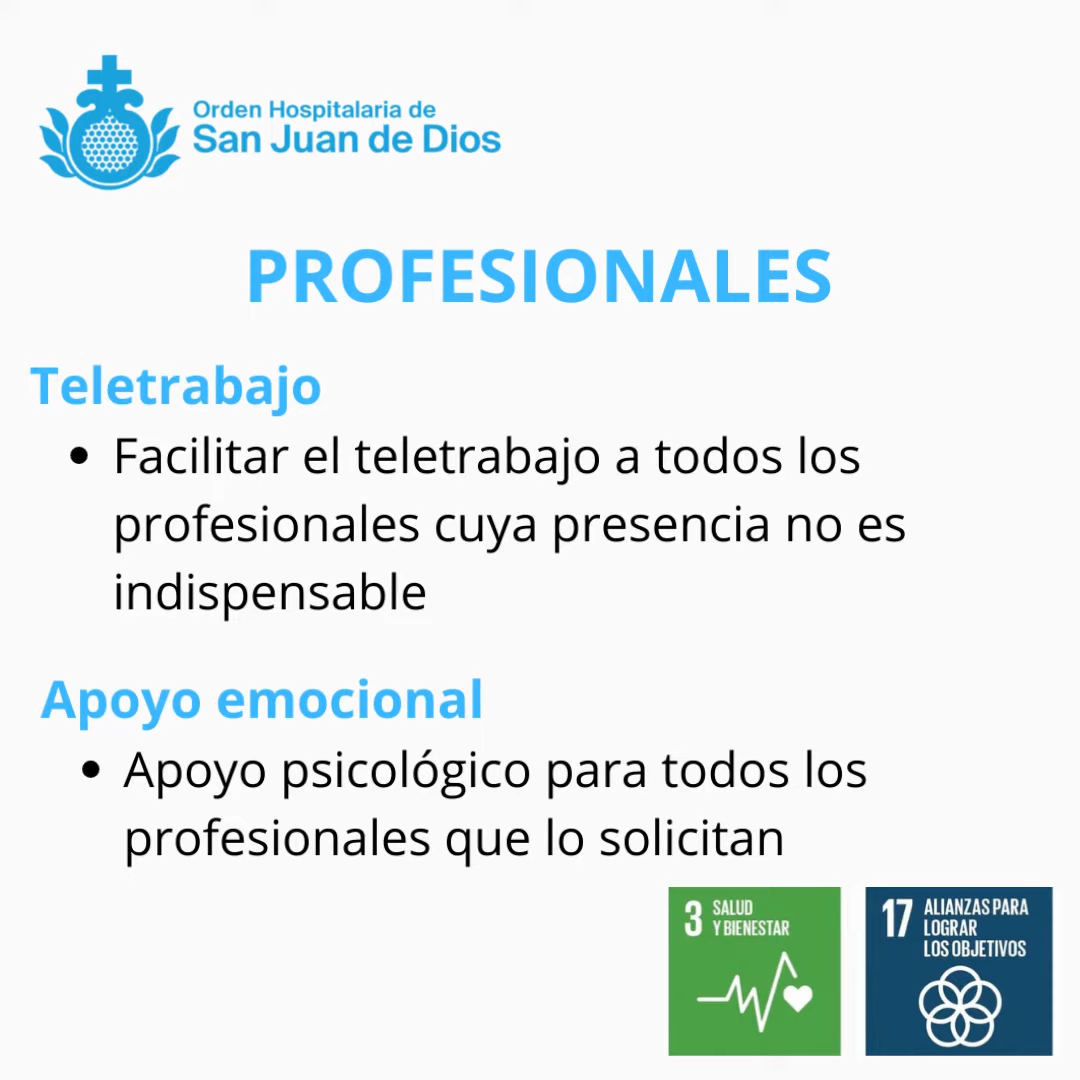 Orden Hospitalaria de
San Juan de Dios
PROFESIONALES
Teletrabajo
• Facilitar el teletrabajo a todos los
profesionales cuya presencia no es
indispensable
Apoyo emocional
• Apoyo psicológico para todos los
profesionales que lo solicitan
3 SALUD
Y BIENESTAR
17 ALIANZAS PARA
LOGRAR
LOS OBJETIVOS